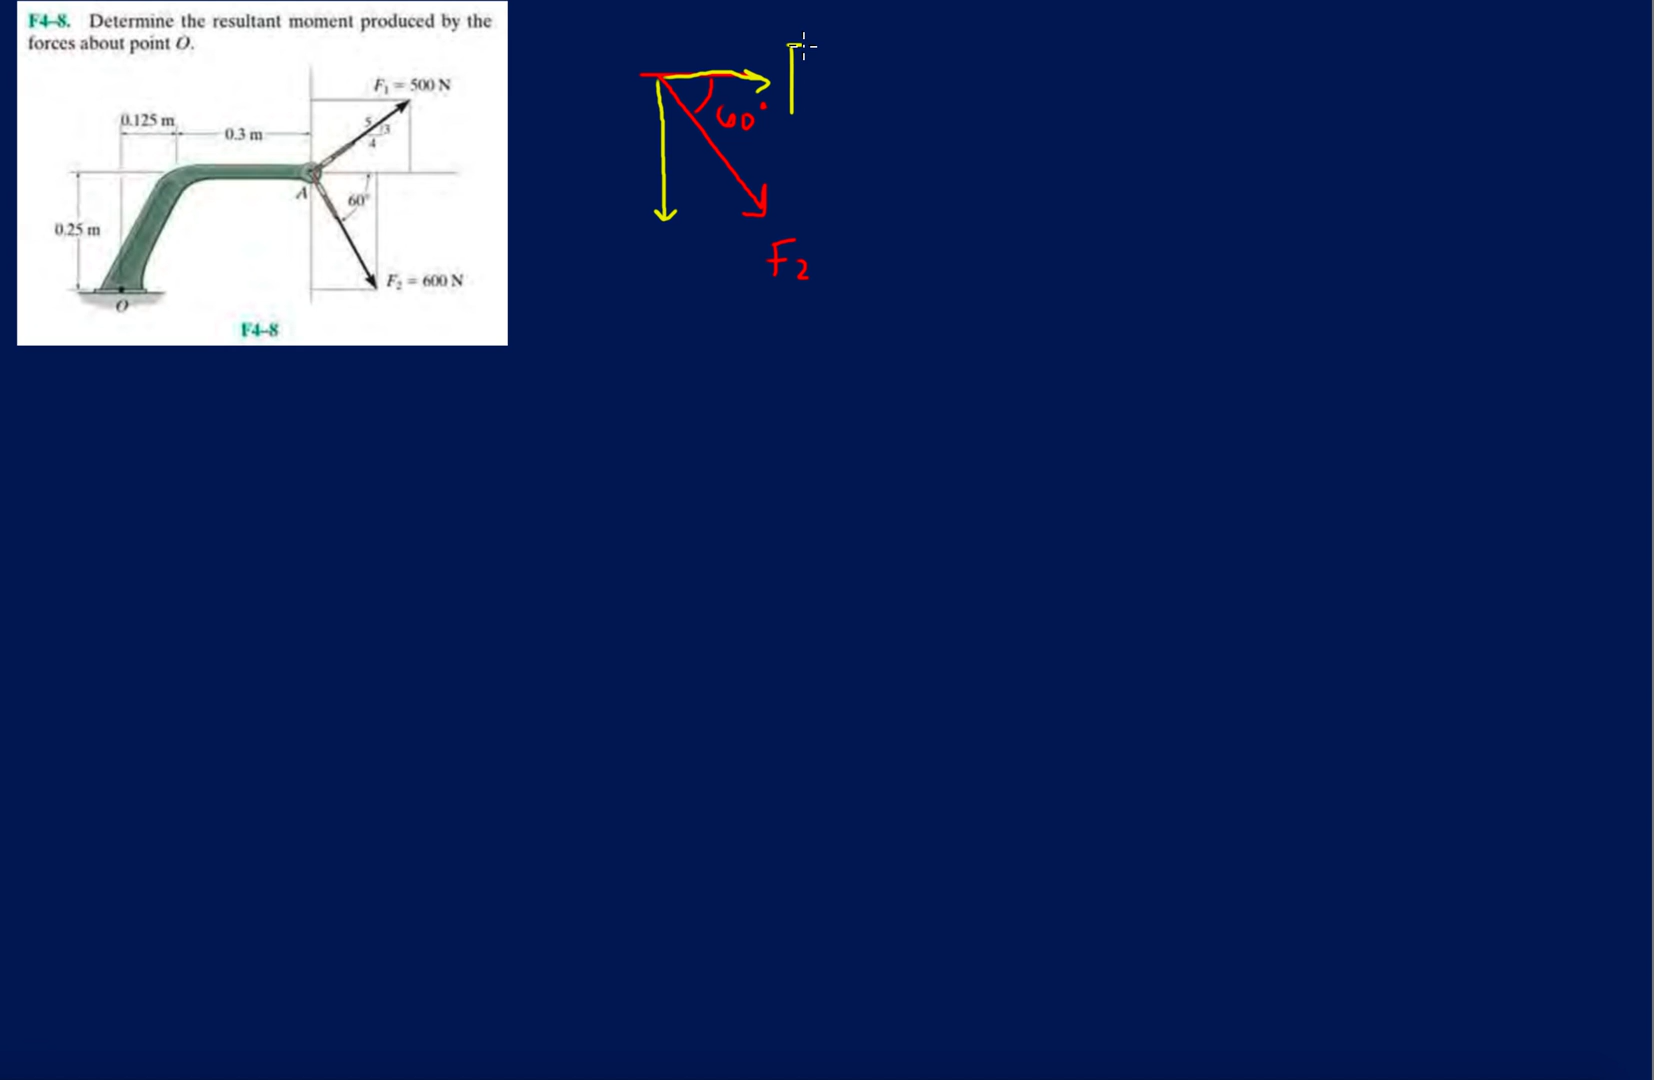 F4–8. Determine the resultant moment produced by the
forces about point O.
F₁ = 500 N
0.125 m
0.3 m
5
3
4
A
60°
0.25 m
F₂ = 600 N
O
F4–8
60°
F₂